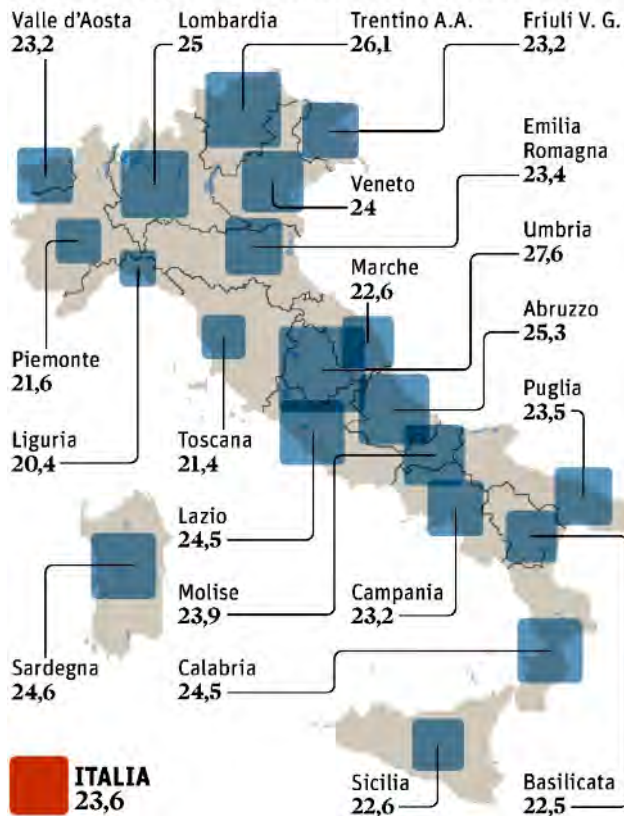 Valle d'Aosta
23,2
Lombardia
25
Trentino A.A.
26,1
Friuli V. G.
23,2
Emilia
Romagna
23,4
Veneto
24
Umbria
27,6
Marche
22,6
Abruzzo
25,3
Piemonte
21,6
Puglia
23,5
Liguria
20,4
Toscana
21,4
Lazio
24,5
Molise
23,9
Campania
23,2
Sardegna
24,6
Calabria
24,5
ITALIA
23,6
Sicilia
22,6
Basilicata
22,5